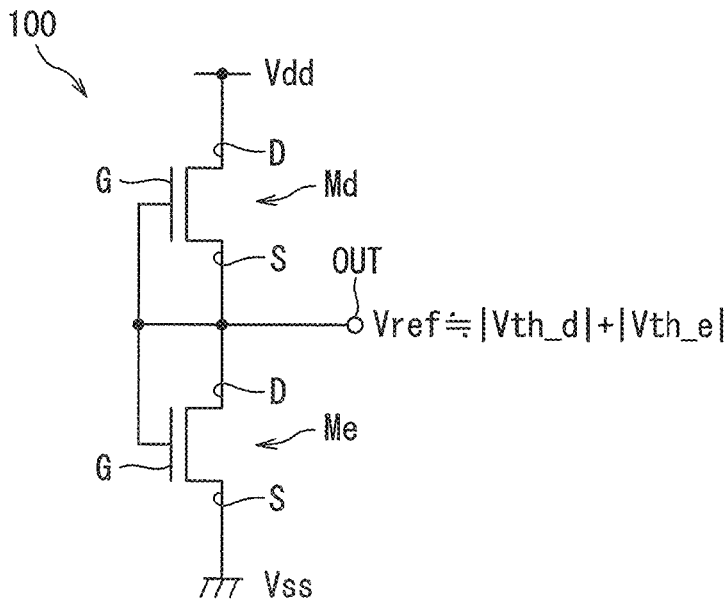 100
Vdd
D
G
Md
S
OUT
Vref≒|Vth_d|+|Vth_e|
D
Me
G
S
Vss